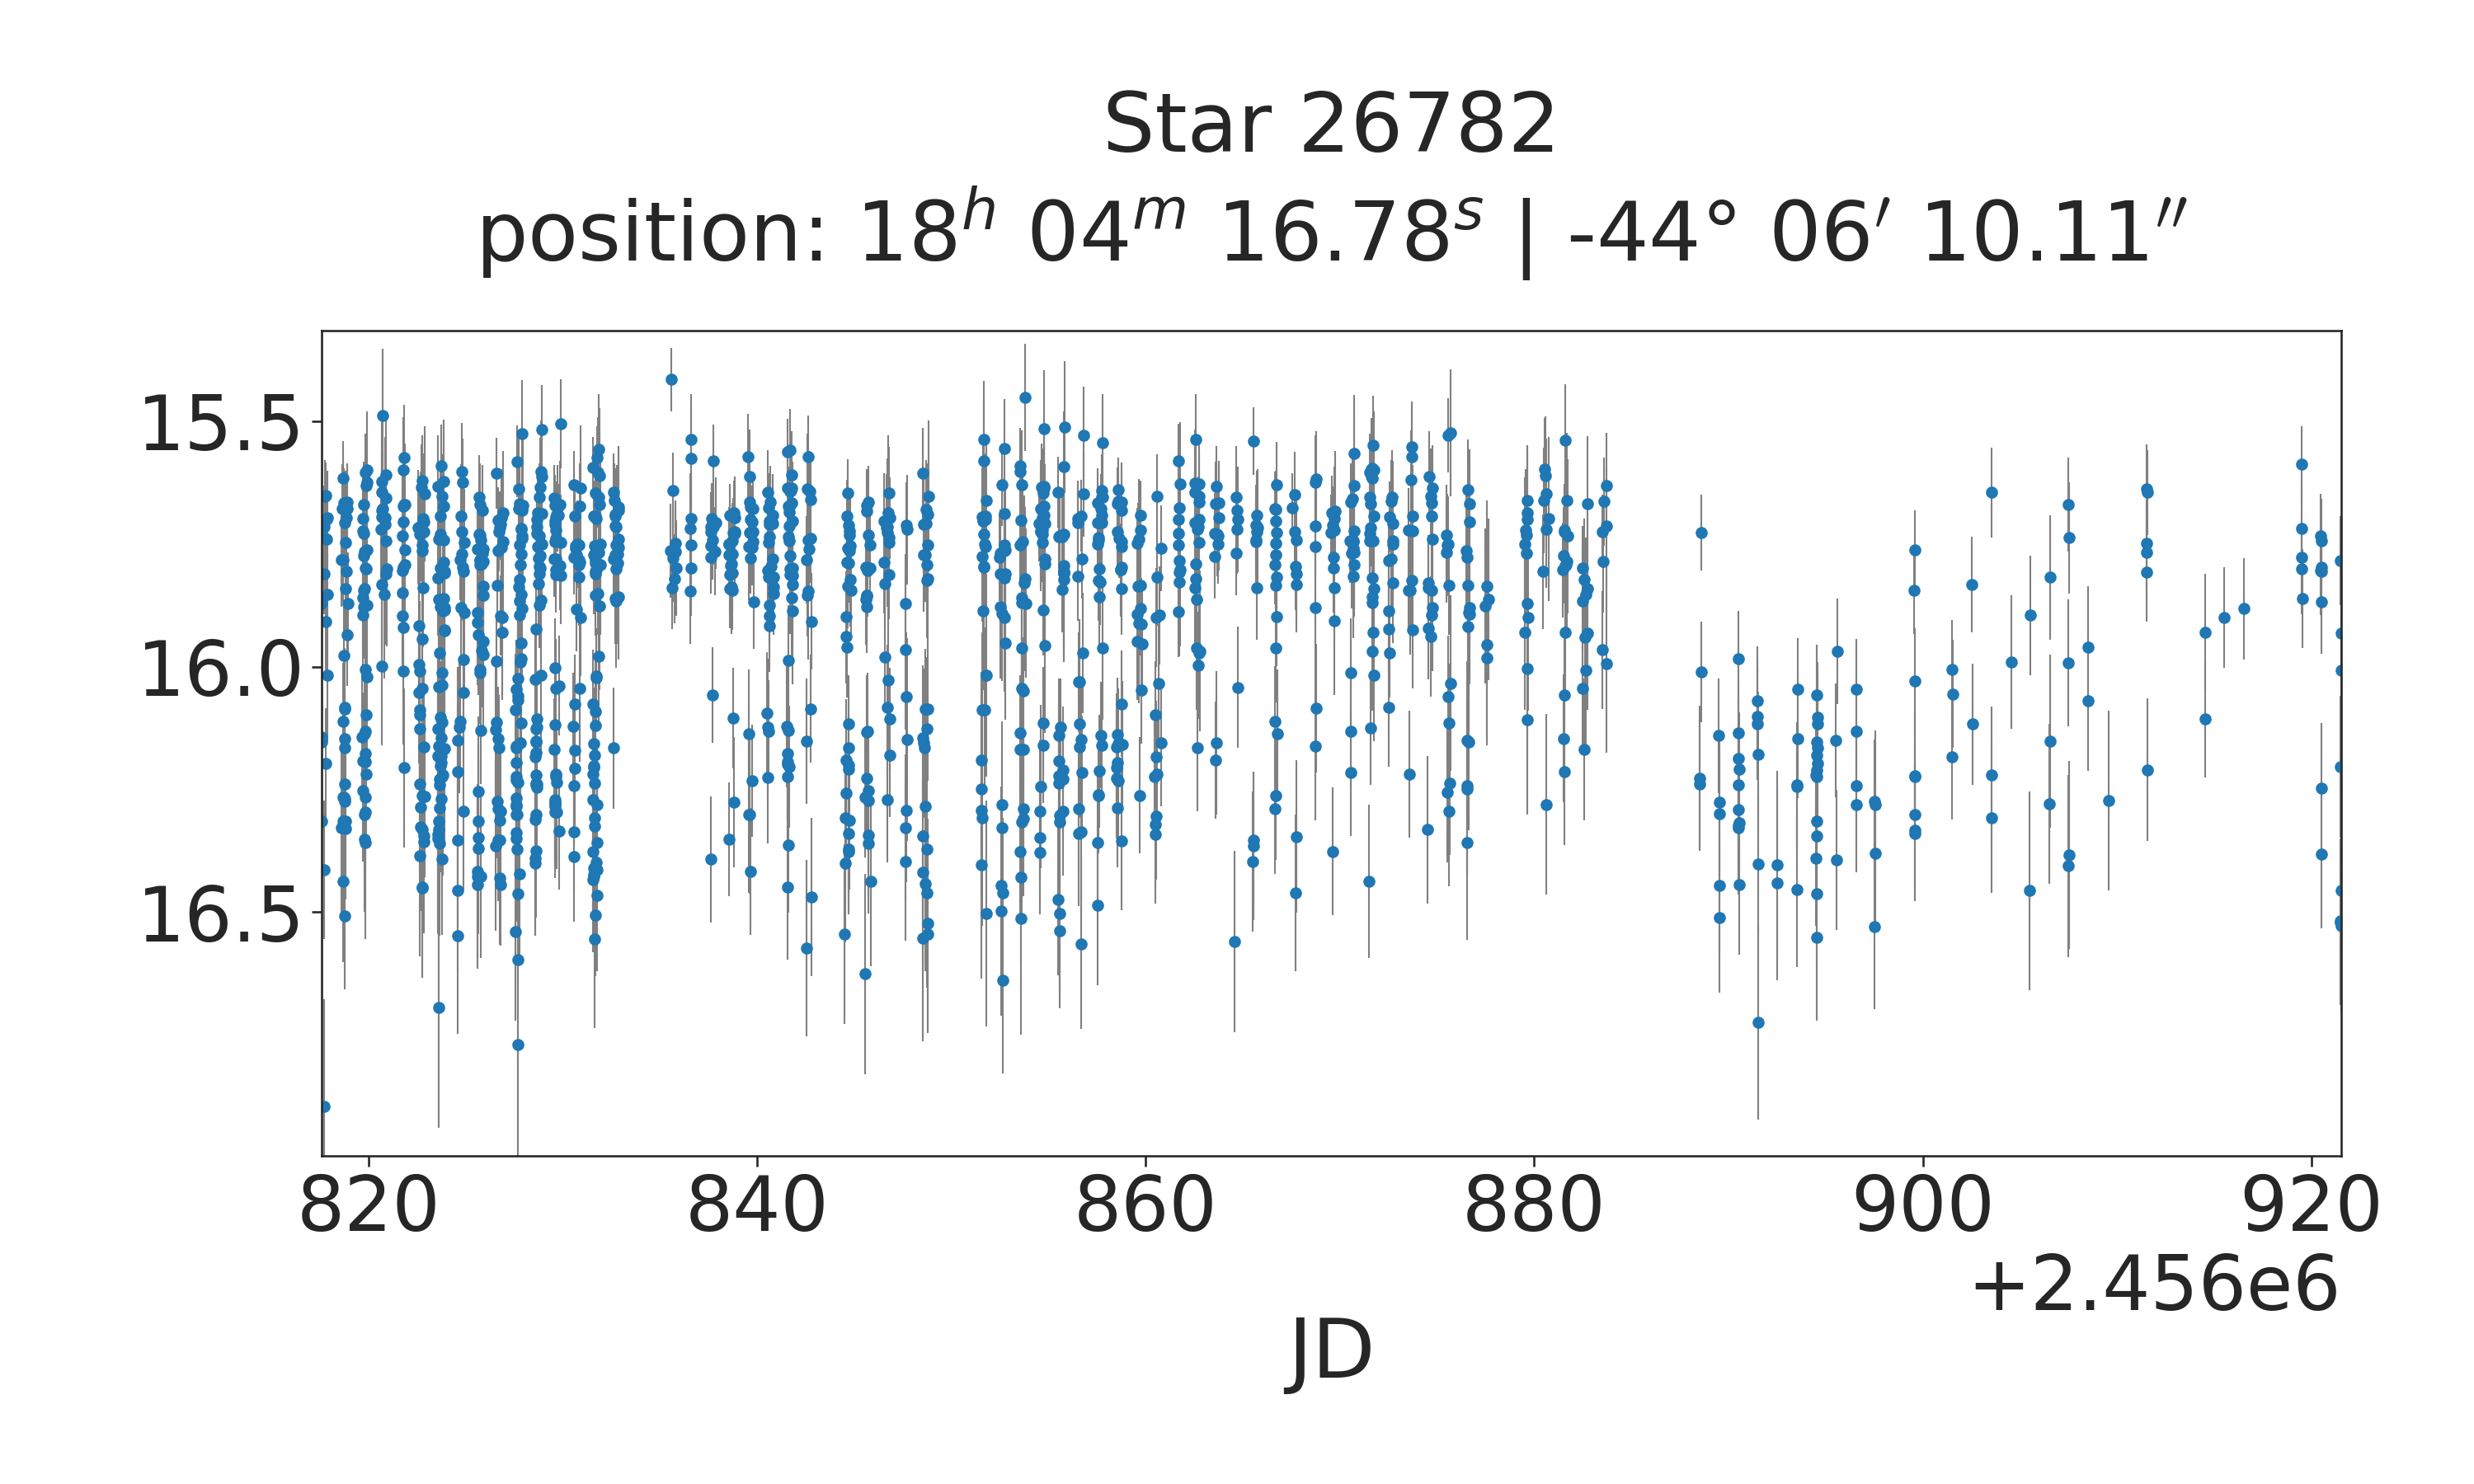 Star 26782
position: 18ʰ 04ᵐ 16.78ˢ | -44° 06′ 10.11″
15.5
16.0
16.5
820 840 860 880 900 920
+2.456e6
JD